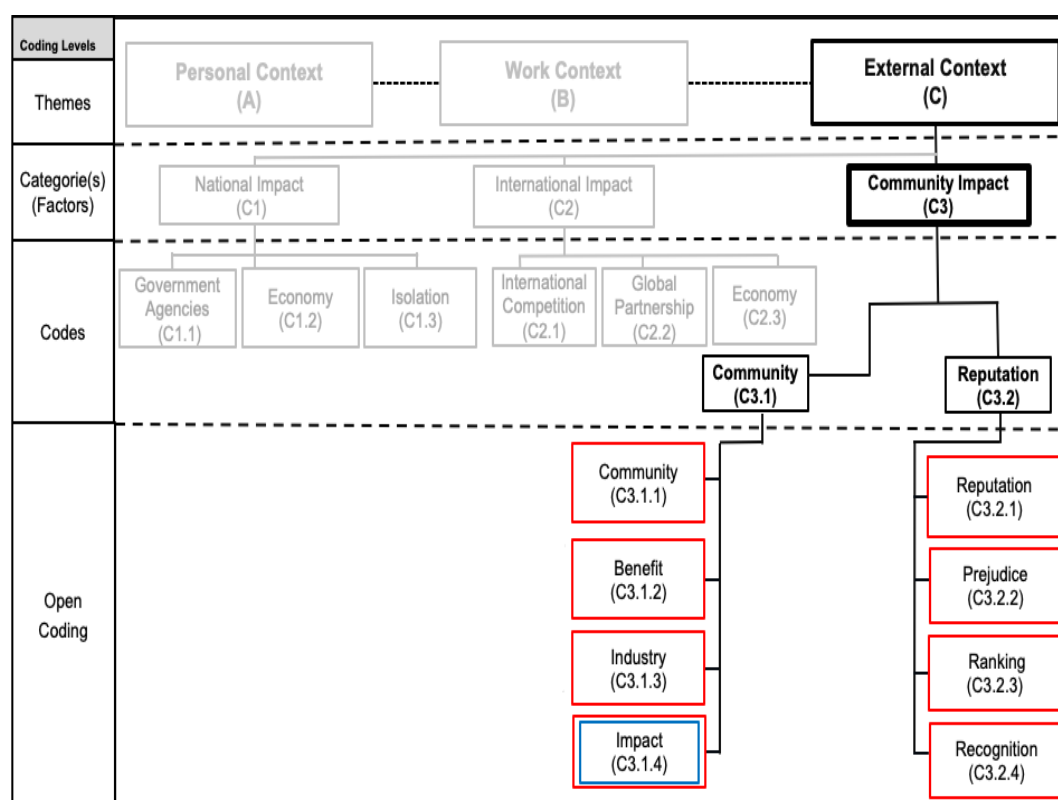 Coding Levels
Personal Context
(A)
Work Context
(B)
External Context
(C)
Themes
Categorie(s)
(Factors)
National Impact
(C1)
International Impact
(C2)
Community Impact
(C3)
Codes
Government
Agencies
(C1.1)
Economy
(C1.2)
Isolation
(C1.3)
International
Competition
(C2.1)
Global
Partnership
(C2.2)
Economy
(C2.3)
Community
(C3.1)
Reputation
(C3.2)
Open
Coding
Community
(C3.1.1)
Benefit
(C3.1.2)
Industry
(C3.1.3)
Impact
(C3.1.4)
Reputation
(C3.2.1)
Prejudice
(C3.2.2)
Ranking
(C3.2.3)
Recognition
(C3.2.4)